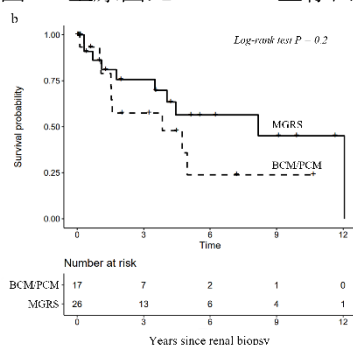 b
Log-rank test P = 0.2
Survival probability
1.00
0.75
0.50
0.25
0.00
MGRS
BCM/PCM
0 3 6 9 12
Time
Number at risk
BCM/PCM 17 7 2 1 0
MGRS 26 13 6 4 1
0 3 6 9 12
Years since renal biopsy